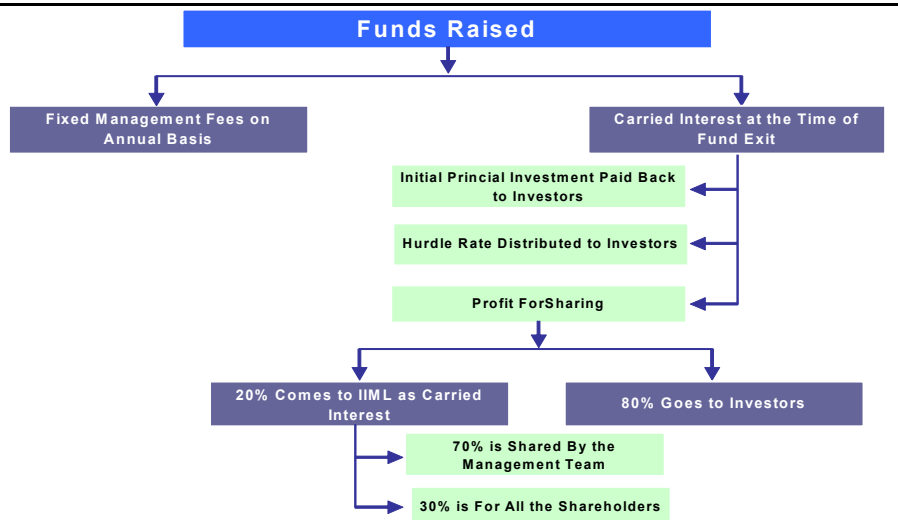 Funds Raised
Fixed Management Fees on
Annual Basis
Carried Interest at the Time of
Fund Exit
Initial Princial Investment Paid Back
to Investors
Hurdle Rate Distributed to Investors
Profit ForSharing
20% Comes to IIML as Carried
Interest
80% Goes to Investors
70% is Shared By the
Management Team
30% is For All the Shareholders